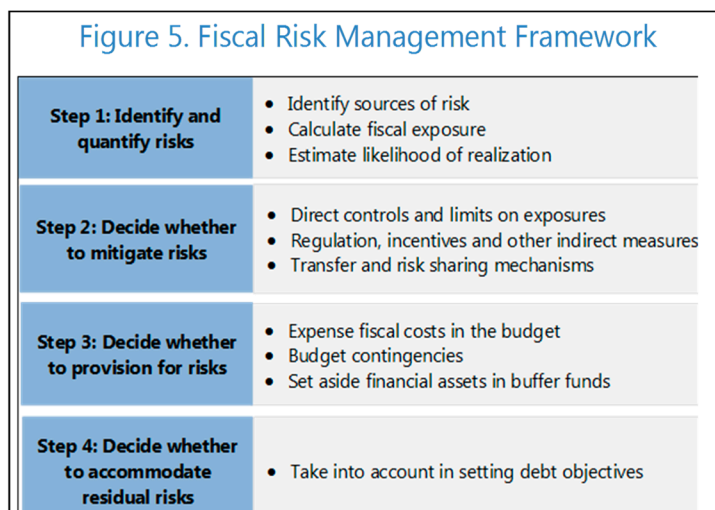 Figure 5. Fiscal Risk Management Framework
Step 1: Identify and
quantify risks
• Identify sources of risk
• Calculate fiscal exposure
• Estimate likelihood of realization
Step 2: Decide whether
to mitigate risks
• Direct controls and limits on exposures
• Regulation, incentives and other indirect measures
• Transfer and risk sharing mechanisms
Step 3: Decide whether
to provision for risks
• Expense fiscal costs in the budget
• Budget contingencies
• Set aside financial assets in buffer funds
Step 4: Decide whether
to accommodate
residual risks
• Take into account in setting debt objectives